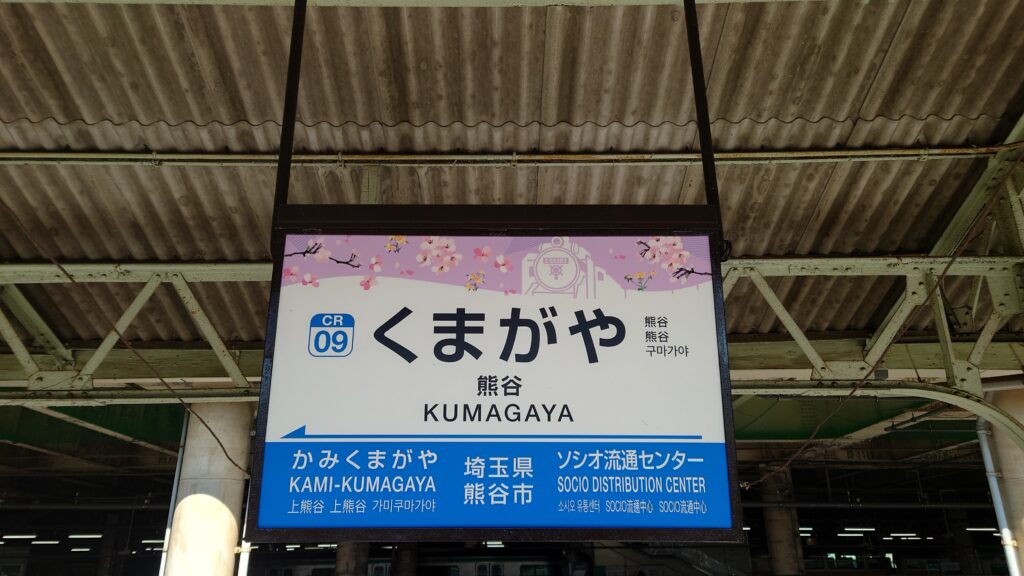 CR
09
くまがや
熊谷
熊谷
구마가야
熊谷
KUMAGAYA
かみくまがや
KAMI-KUMAGAYA
上熊谷 上熊谷 가미쿠마가야
埼玉県
熊谷市
ソシオ流通センター
SOCIO DISTRIBUTION CENTER
소시오 유통센터 SOCIO流通中心 SOCIO流通中心